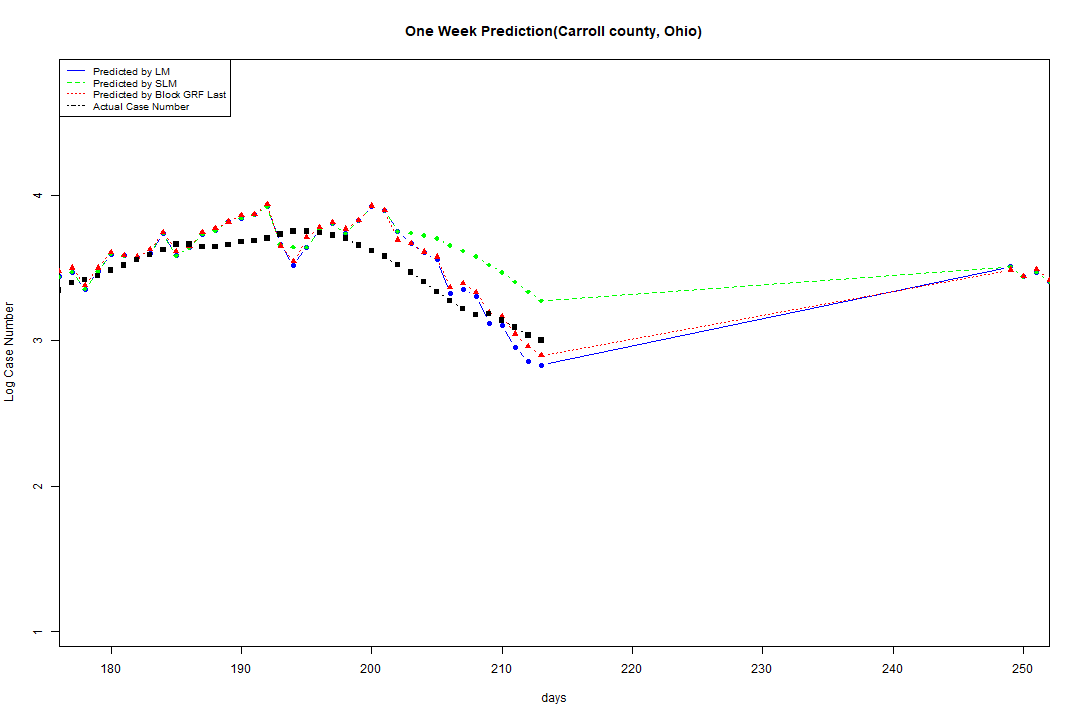 One Week Prediction(Carroll county, Ohio)
Predicted by LM
Predicted by SLM
Predicted by Block GRF Last
Actual Case Number
Log Case Number
4
3
2
1
180 190 200 210 220 230 240 250
days